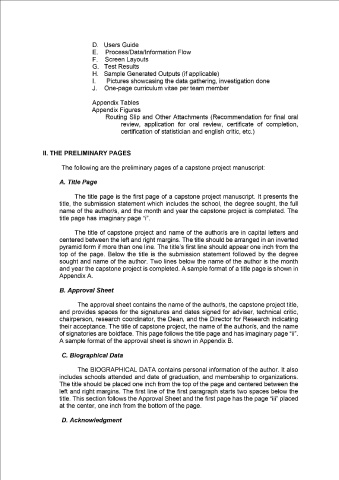 D. Users Guide
E. Process/Data/Information Flow
F. Screen Layouts
G. Test Results
H. Sample Generated Outputs (if applicable)
I. Pictures showcasing the data gathering, investigation done
J. One-page curriculum vitae per team member
Appendix Tables
Appendix Figures
Routing Slip and Other Attachments (Recommendation for final oral
review, application for oral review, certificate of completion,
certification of statistician and english critic, etc.)
II. THE PRELIMINARY PAGES
The following are the preliminary pages of a capstone project manuscript:
A. Title Page
The title page is the first page of a capstone project manuscript. It presents the
title, the submission statement which includes the school, the degree sought, the full
name of the author/s, and the month and year the capstone project is completed. The
title page has imaginary page “i”.
The title of capstone project and name of the author/s are in capital letters and
centered between the left and right margins. The title should be arranged in an inverted
pyramid form if more than one line. The title’s first line should appear one inch from the
top of the page. Below the title is the submission statement followed by the degree
sought and name of the author. Two lines below the name of the author is the month
and year the capstone project is completed. A sample format of a title page is shown in
Appendix A.
B. Approval Sheet
The approval sheet contains the name of the author/s, the capstone project title,
and provides spaces for the signatures and dates signed for adviser, technical critic,
chairperson, research coordinator, the Dean, and the Director for Research indicating
their acceptance. The title of capstone project, the name of the author/s, and the name
of signatories are boldface. This page follows the title page and has imaginary page “ii”.
A sample format of the approval sheet is shown in Appendix B.
C. Biographical Data
The BIOGRAPHICAL DATA contains personal information of the author. It also
includes schools attended and date of graduation, and membership to organizations.
The title should be placed one inch from the top of the page and centered between the
left and right margins. The first line of the first paragraph starts two spaces below the
title. This section follows the Approval Sheet and the first page has the page “iii” placed
at the center, one inch from the bottom of the page.
D. Acknowledgment